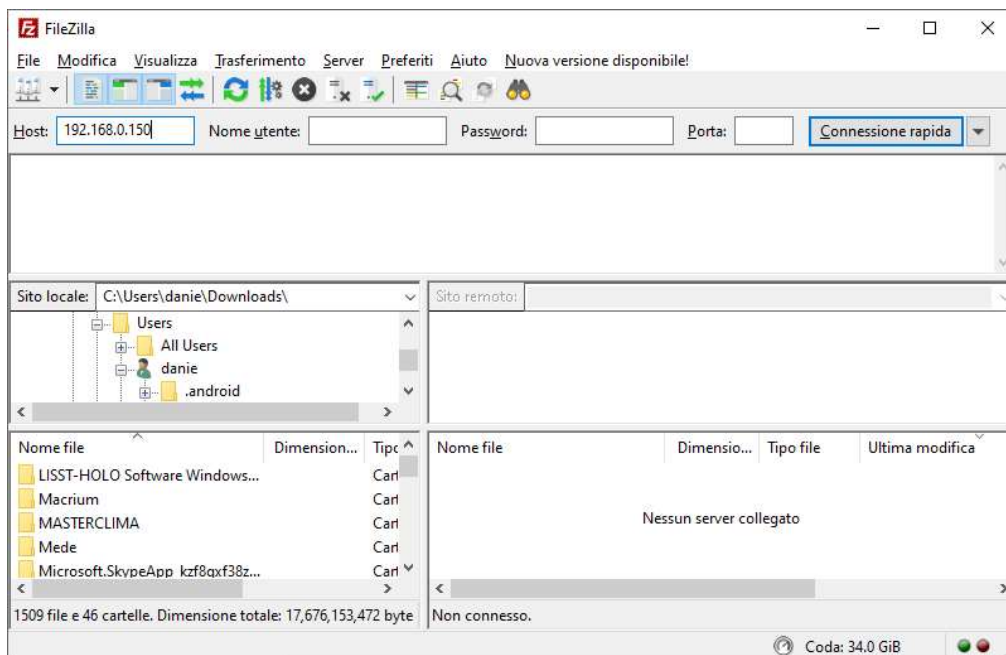 FileZilla
File Modifica Visualizza Trasferimento Server Preferiti Aiuto Nuova versione disponibile!
Host: 192.168.0.150 Nome utente: Password: Porta: Connessione rapida
Sito locale: C:\Users\danie\Downloads\ Sito remoto:
Users
All Users
danie
.android
Nome file Dimension... Tipo Nome file Dimensio... Tipo file Ultima modifica
LISST-HOLO Software Windows... Cart
Macrium Cart
MASTERCLIMA Cart
Mede Cart
Microsoft.SkypeApp_kzf8qxf38z... Cart
Nessun server collegato
1509 file e 46 cartelle. Dimensione totale: 17,676,153,472 byte Non connesso.
Coda: 34.0 GiB